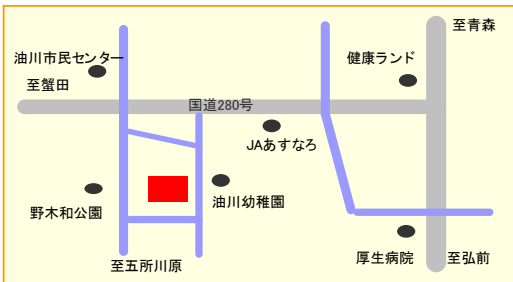 至青森
油川市民センター
健康ランド
至蟹田
国道280号
JAあすなろ
油川幼稚園
野木和公園
厚生病院
至弘前
至五所川原